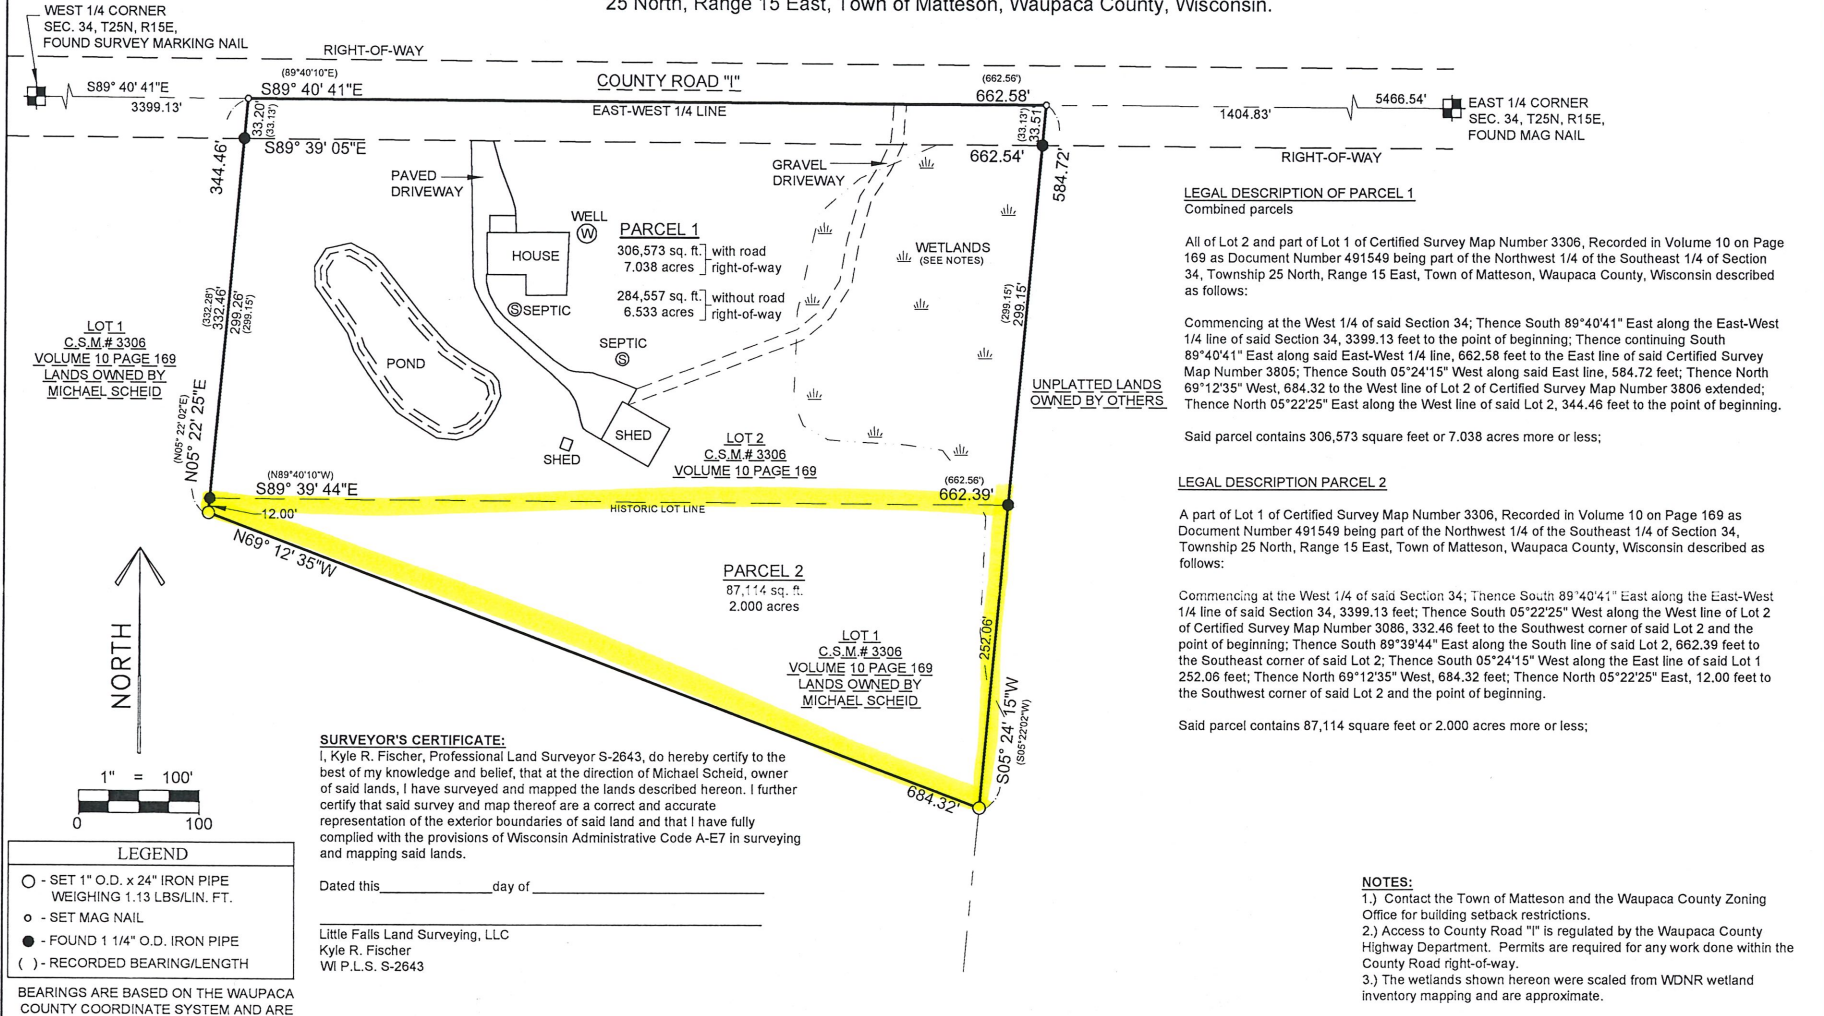 25 North, Range 15 East, Town of Matteson, Waupaca County, Wisconsin.
WEST 1/4 CORNER
SEC. 34, T25N, R15E,
FOUND SURVEY MARKING NAIL
RIGHT-OF-WAY
S89° 40' 41"E
3399.13'
(89°40'10"E)
S89° 40' 41"E
COUNTY ROAD "I"
EAST-WEST 1/4 LINE
(662.56')
662.58'
1404.83'
5466.54'
EAST 1/4 CORNER
SEC. 34, T25N, R15E,
FOUND MAG NAIL
33.20'
(33.13')
S89° 39' 05"E
(33.13')
33.51'
662.54'
RIGHT-OF-WAY
344.46'
584.72'
PAVED
DRIVEWAY
GRAVEL
DRIVEWAY
WELL
W
HOUSE
PARCEL 1
306,573 sq. ft. with road
7.038 acres right-of-way
284,557 sq. ft. without road
6.533 acres right-of-way
WETLANDS
(SEE NOTES)
S SEPTIC
SEPTIC
S
POND
(332.28')
332.46'
299.26'
(299.15')
(299.15')
299.15'
LOT 1
C.S.M.# 3306
VOLUME 10 PAGE 169
LANDS OWNED BY
MICHAEL SCHEID
UNPLATTED LANDS
OWNED BY OTHERS
(N05° 22' 02"E)
N05° 22' 25"E
SHED
SHED
LOT 2
C.S.M.# 3306
VOLUME 10 PAGE 169
(N89°40'10"W)
S89° 39' 44"E
(662.56')
662.39'
HISTORIC LOT LINE
12.00'
N69° 12' 35"W
PARCEL 2
87,114 sq. ft.
2.000 acres
252.06'
LOT 1
C.S.M.# 3306
VOLUME 10 PAGE 169
LANDS OWNED BY
MICHAEL SCHEID
S05° 24' 15"W
(S05°22'02"W)
684.32'
NORTH
1" = 100'
0 100
LEGEND
- SET 1" O.D. x 24" IRON PIPE
WEIGHING 1.13 LBS/LIN. FT.
- SET MAG NAIL
- FOUND 1 1/4" O.D. IRON PIPE
( ) - RECORDED BEARING/LENGTH
BEARINGS ARE BASED ON THE WAUPACA
COUNTY COORDINATE SYSTEM AND ARE
SURVEYOR'S CERTIFICATE:
I, Kyle R. Fischer, Professional Land Surveyor S-2643, do hereby certify to the
best of my knowledge and belief, that at the direction of Michael Scheid, owner
of said lands, I have surveyed and mapped the lands described hereon. I further
certify that said survey and map thereof are a correct and accurate
representation of the exterior boundaries of said land and that I have fully
complied with the provisions of Wisconsin Administrative Code A-E7 in surveying
and mapping said lands.
Dated this____________day of _________________________
Little Falls Land Surveying, LLC
Kyle R. Fischer
WI P.L.S. S-2643
LEGAL DESCRIPTION OF PARCEL 1
Combined parcels
All of Lot 2 and part of Lot 1 of Certified Survey Map Number 3306, Recorded in Volume 10 on Page
169 as Document Number 491549 being part of the Northwest 1/4 of the Southeast 1/4 of Section
34, Township 25 North, Range 15 East, Town of Matteson, Waupaca County, Wisconsin described
as follows:
Commencing at the West 1/4 of said Section 34; Thence South 89°40'41" East along the East-West
1/4 line of said Section 34, 3399.13 feet to the point of beginning; Thence continuing South
89°40'41" East along said East-West 1/4 line, 662.58 feet to the East line of said Certified Survey
Map Number 3805; Thence South 05°24'15" West along said East line, 584.72 feet; Thence North
69°12'35" West, 684.32 to the West line of Lot 2 of Certified Survey Map Number 3806 extended;
Thence North 05°22'25" East along the West line of said Lot 2, 344.46 feet to the point of beginning.
Said parcel contains 306,573 square feet or 7.038 acres more or less;
LEGAL DESCRIPTION PARCEL 2
A part of Lot 1 of Certified Survey Map Number 3306, Recorded in Volume 10 on Page 169 as
Document Number 491549 being part of the Northwest 1/4 of the Southeast 1/4 of Section 34,
Township 25 North, Range 15 East, Town of Matteson, Waupaca County, Wisconsin described as
follows:
Commencing at the West 1/4 of said Section 34; Thence South 89°40'41" East along the East-West
1/4 line of said Section 34, 3399.13 feet; Thence South 05°22'25" West along the West line of Lot 2
of Certified Survey Map Number 3086, 332.46 feet to the Southwest corner of said Lot 2 and the
point of beginning; Thence South 89°39'44" East along the South line of said Lot 2, 662.39 feet to
the Southeast corner of said Lot 2; Thence South 05°24'15" West along the East line of said Lot 1
252.06 feet; Thence North 69°12'35" West, 684.32 feet; Thence North 05°22'25" East, 12.00 feet to
the Southwest corner of said Lot 2 and the point of beginning.
Said parcel contains 87,114 square feet or 2.000 acres more or less;
NOTES:
1.) Contact the Town of Matteson and the Waupaca County Zoning
Office for building setback restrictions.
2.) Access to County Road "I" is regulated by the Waupaca County
Highway Department. Permits are required for any work done within the
County Road right-of-way.
3.) The wetlands shown hereon were scaled from WDNR wetland
inventory mapping and are approximate.